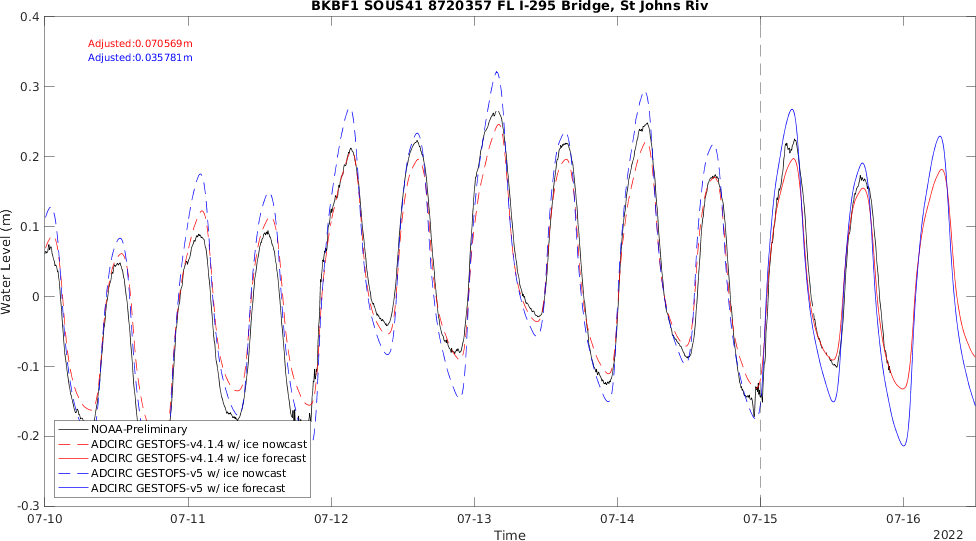 BKBF1 SOUS41 8720357 FL I-295 Bridge, St Johns Riv
Adjusted:0.070569m
Adjusted:0.035781m
0.4
0.3
0.2
0.1
0
-0.1
-0.2
-0.3
Water Level (m)
NOAA-Preliminary
ADCIRC GESTOFS-v4.1.4 w/ ice nowcast
ADCIRC GESTOFS-v4.1.4 w/ ice forecast
ADCIRC GESTOFS-v5 w/ ice nowcast
ADCIRC GESTOFS-v5 w/ ice forecast
07-10 07-11 07-12 07-13 07-14 07-15 07-16
Time
2022